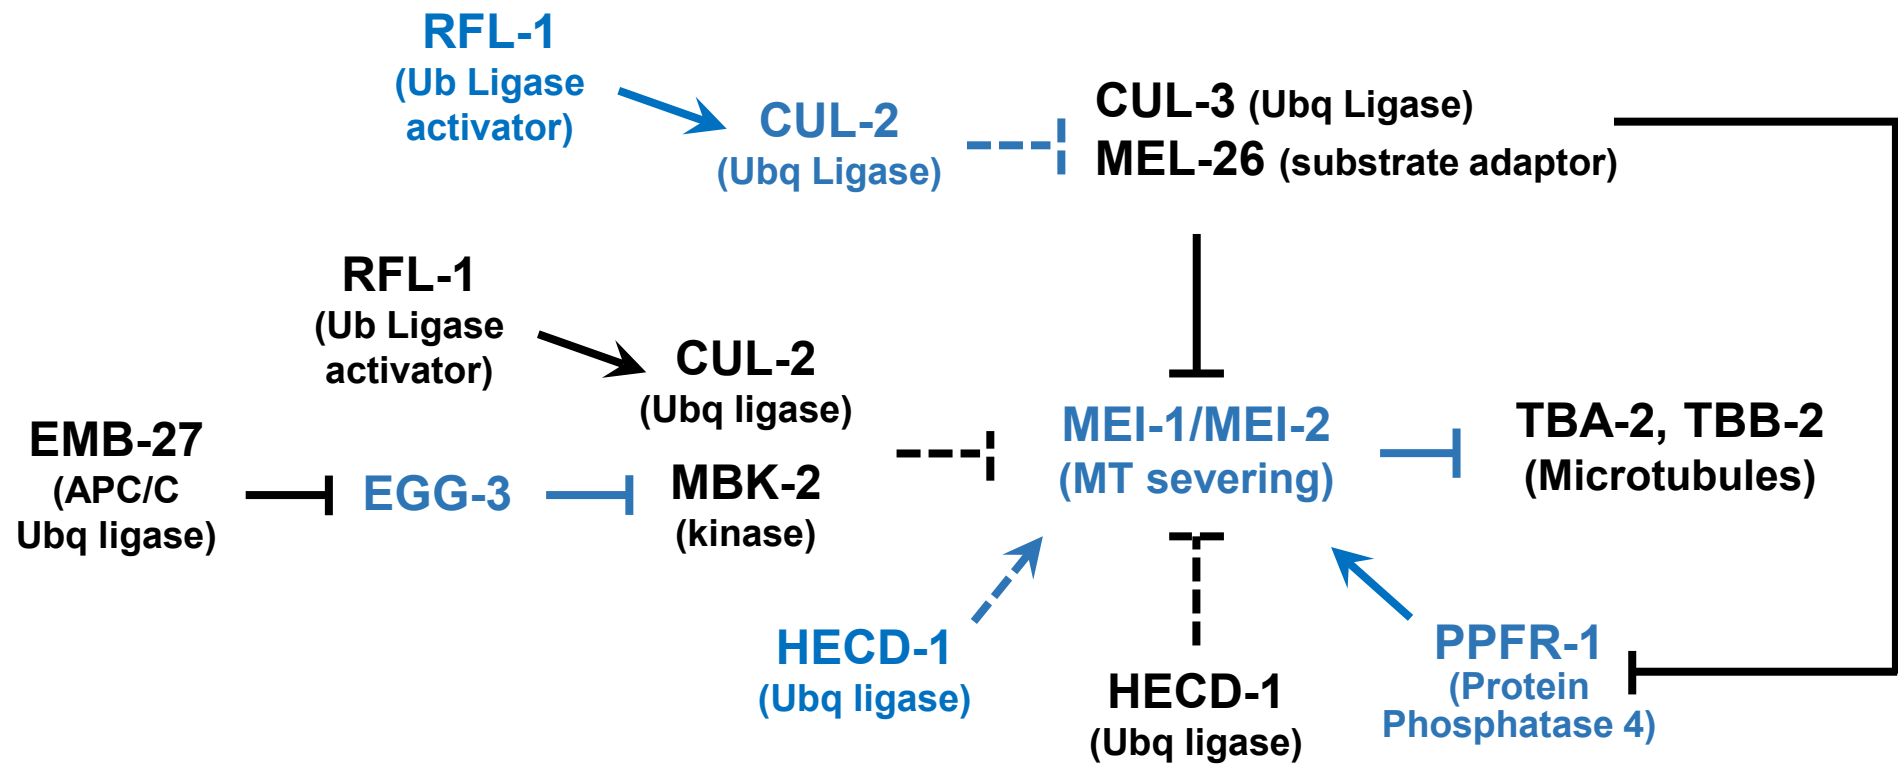 RFL-1
(Ub Ligase
activator)
CUL-2
(Ubq Ligase)
CUL-3 (Ubq Ligase)
MEL-26 (substrate adaptor)
RFL-1
(Ub Ligase
activator)
CUL-2
(Ubq ligase)
EMB-27
(APC/C
Ubq ligase)
EGG-3
MBK-2
(kinase)
MEI-1/MEI-2
(MT severing)
TBA-2, TBB-2
(Microtubules)
HECD-1
(Ubq ligase)
HECD-1
(Ubq ligase)
PPFR-1
(Protein
Phosphatase 4)